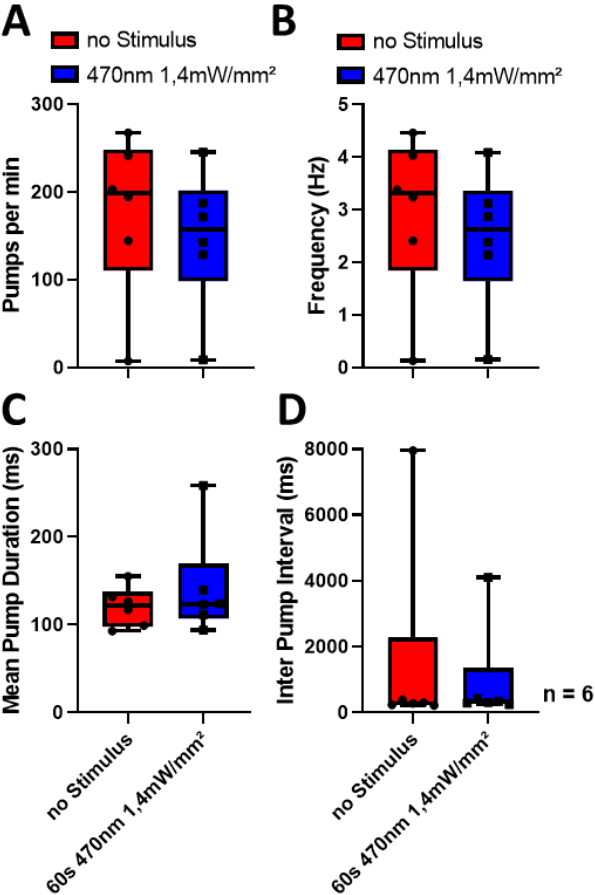 A
no Stimulus
470nm 1,4mW/mm²
Pumps per min
300
200
100
0
B
no Stimulus
470nm 1,4mW/mm²
Frequency (Hz)
5
4
3
2
1
0
C
Mean Pump Duration (ms)
300
200
100
0
no Stimulus
60s 470nm 1,4mW/mm²
D
Inter Pump Interval (ms)
8000
6000
4000
2000
0
n = 6
no Stimulus
60s 470nm 1,4mW/mm²